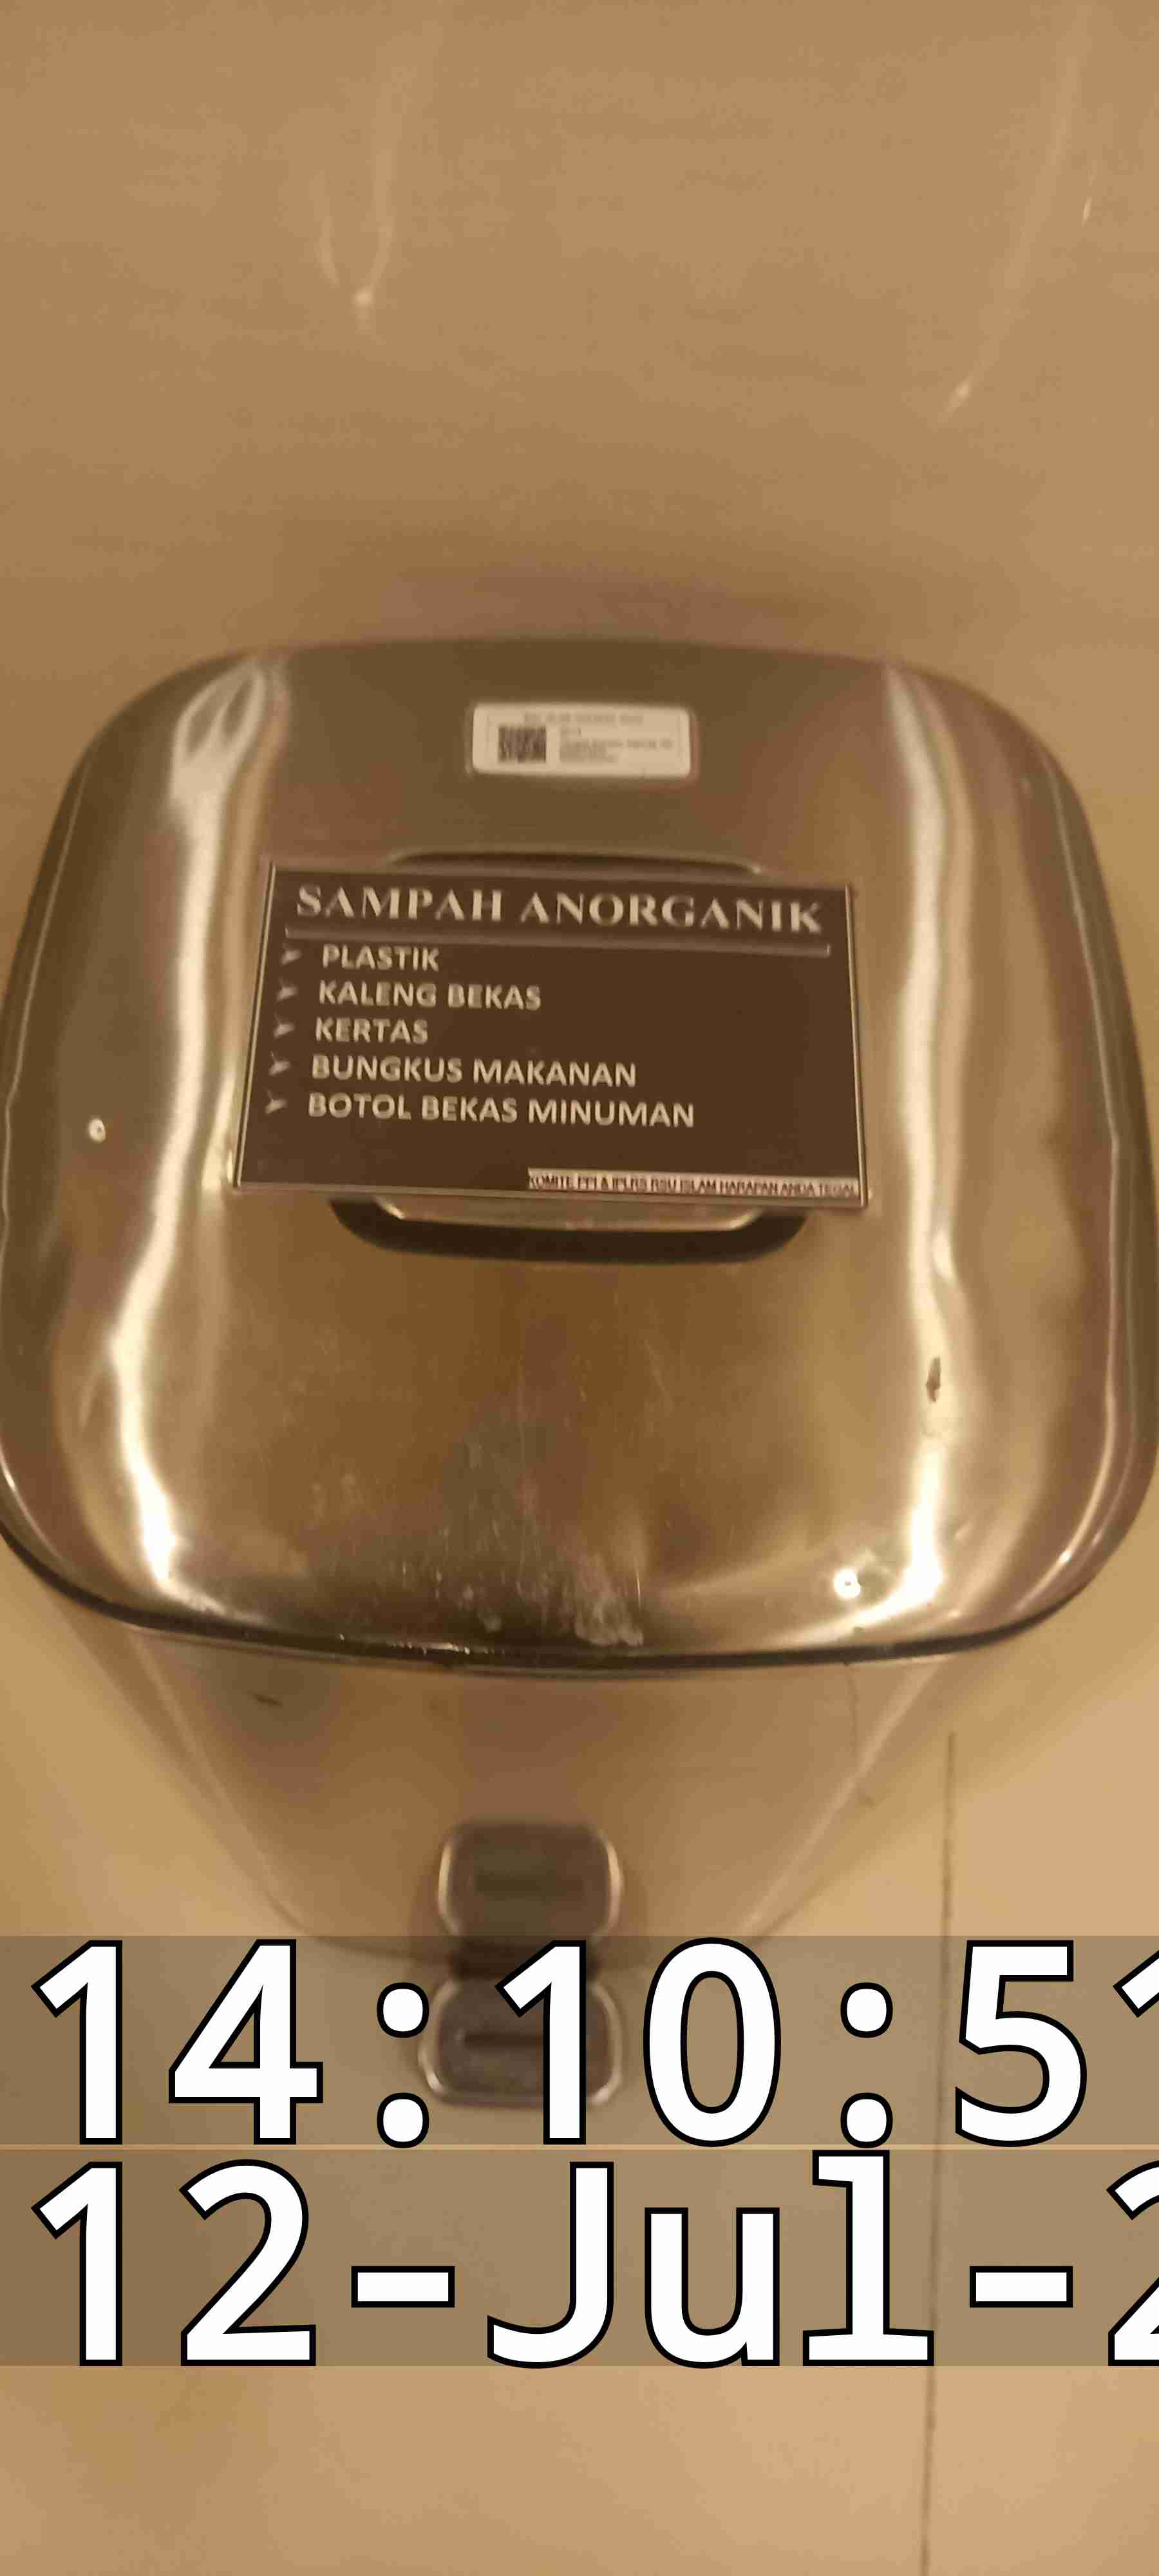 SAMPAH ANORGANIK
➢ PLASTIK
➢ KALENG BEKAS
➢ KERTAS
➢ BUNGKUS MAKANAN
➢ BOTOL BEKAS MINUMAN
KOMITE PPI & IPLRS RSU ISLAM HARAPAN ANDA TEGAL
14:10:51
12-Jul-2